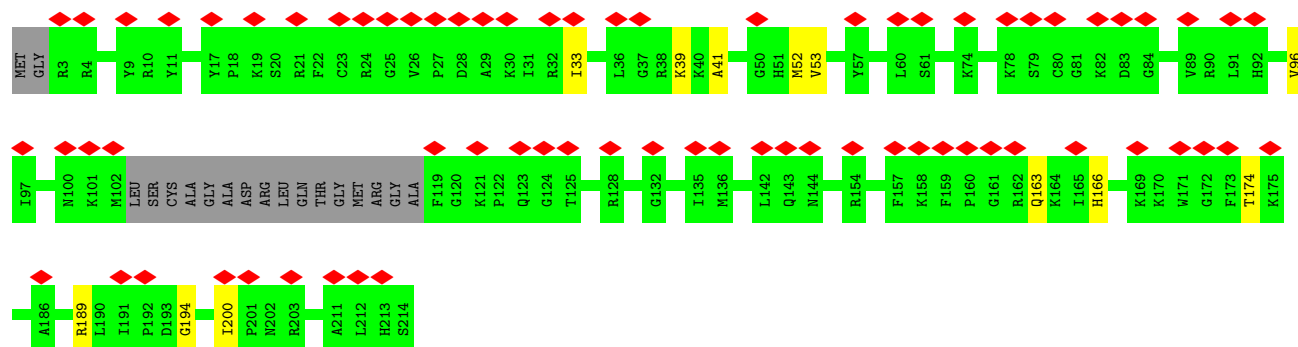 MET GLY R3 R4 Y9 R10 Y11 Y17 P18 K19 S20 R21 F22 C23 R24 G25 V26 P27 D28 A29 K30 I31 R32 I33 L36 G37 R38 K39 K40 A41 G50 H51 M52 V53 Y57 L60 S61 K74 K78 S79 C80 G81 K82 D83 G84 V89 R90 L91 H92 V96
I97 N100 K101 M102 LEU SER CYS ALA GLY ALA ASP ARG LEU GLN THR GLY MET ARG GLY ALA F119 G120 K121 P122 Q123 G124 T125 R128 G132 I135 M136 L142 Q143 N144 R154 F157 K158 F159 P160 G161 R162 Q163 K164 I165 H166 K169 K170 W171 G172 F173 T174 K175
A186 R189 L190 I191 P192 D193 G194 I200 P201 N202 R203 A211 L212 H213 S214